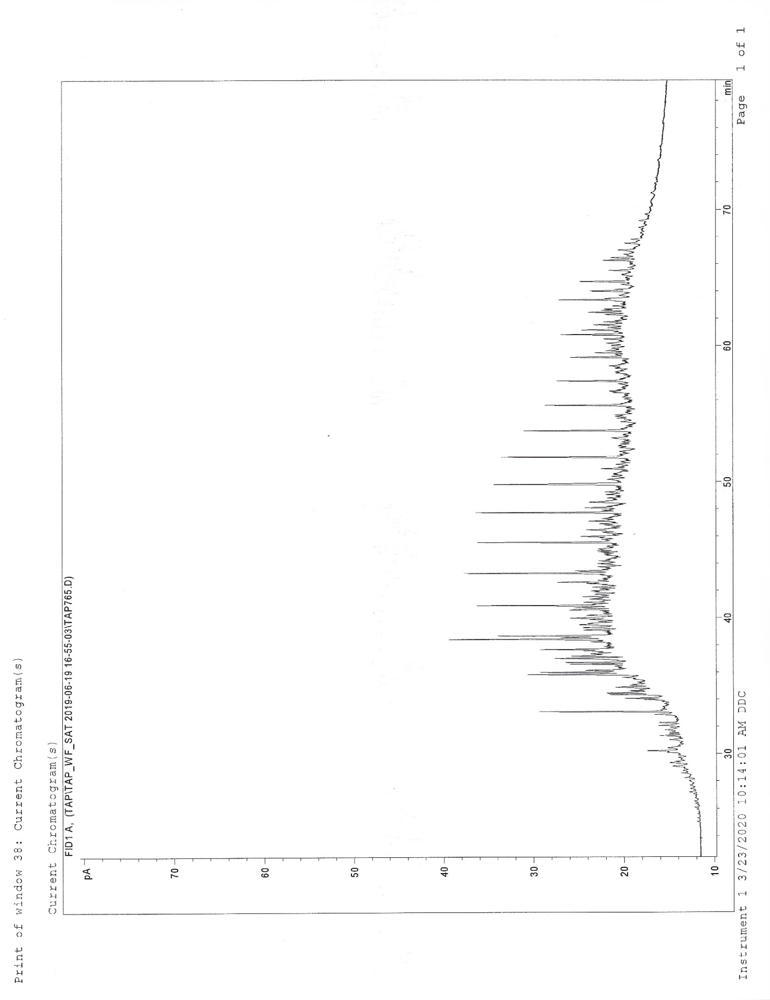 Print of window 38: Current Chromatogram(s)
Current Chromatogram(s)
FID1 A, (TAP\TAP_WF_SAT 2019-06-19 16-55-03\TAP765.D)
pA
70
60
50
40
30
20
10
30
40
50
60
70
min
Instrument 1 3/23/2020 10:14:01 AM DDC
Page 1 of 1